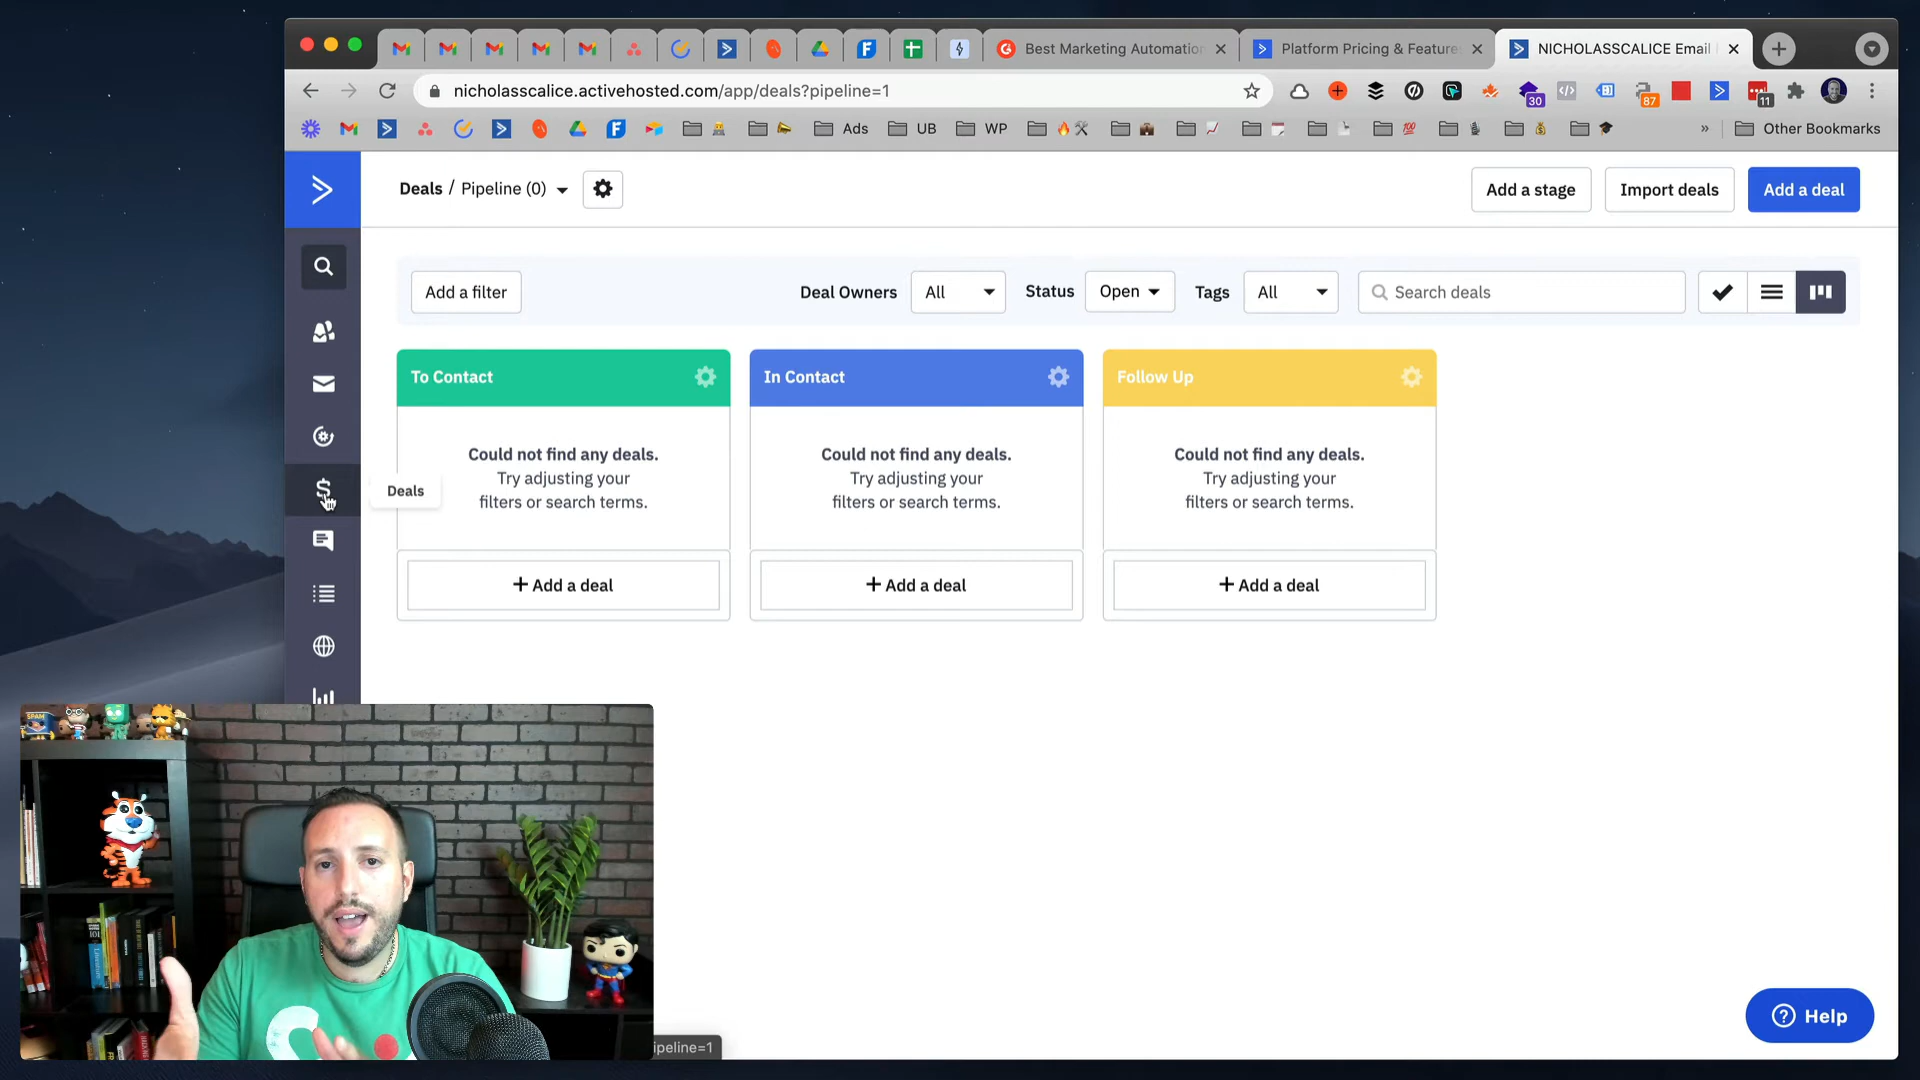 Best Marketing Automatio
Platform Pricing & Feature
NICHOLASSCALICE Email
nicholasscalice.activehosted.com/app/deals?pipeline=1
30
87
11
Ads
UB
WP
» Other Bookmarks
Deals / Pipeline (0)
Add a stage
Import deals
Add a deal
Add a filter
Deal Owners
All
Status
Open
Tags
All
Search deals
To Contact
In Contact
Follow Up
Could not find any deals.
Try adjusting your
filters or search terms.
Could not find any deals.
Try adjusting your
filters or search terms.
Could not find any deals.
Try adjusting your
filters or search terms.
Deals
+ Add a deal
+ Add a deal
+ Add a deal
SPAM
Help
ipeline=1